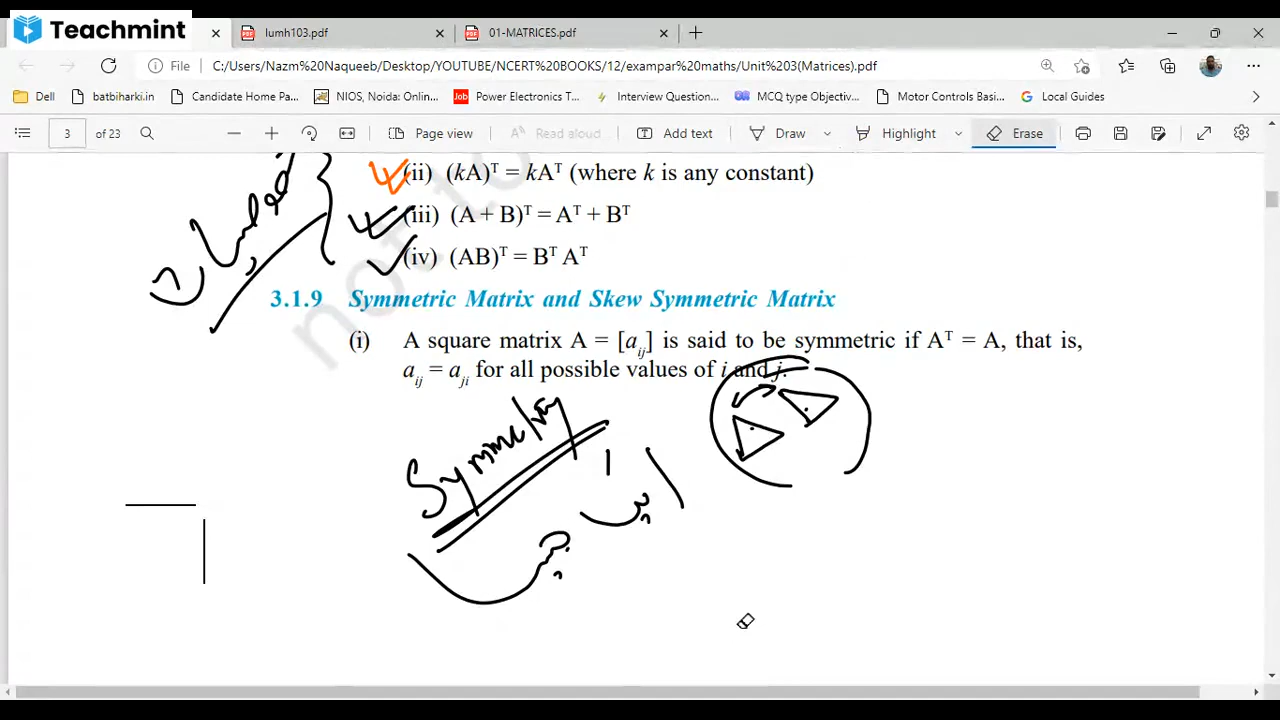 Teachmint
lumh103.pdf
01-MATRICES.pdf
File
C:/Users/Nazm%20Naqueeb/Desktop/YOUTUBE/NCERT%20BOOKS/12/exampar%20maths/Unit%203(Matrices).pdf
Dell
batbiharki.in
Candidate Home Pa...
NIOS, Noida: Onlin...
Power Electronics T...
Interview Question...
MCQ type Objectiv...
Motor Controls Basi...
Local Guides
3 of 23
Page view
Read aloud
Add text
Draw
Highlight
Erase
(ii) (kA)ᵀ = kAᵀ (where k is any constant)
(iii) (A + B)ᵀ = Aᵀ + Bᵀ
(iv) (AB)ᵀ = Bᵀ Aᵀ
3.1.9 Symmetric Matrix and Skew Symmetric Matrix
(i) A square matrix A = [aᵢⱼ] is said to be symmetric if Aᵀ = A, that is,
aᵢⱼ = aⱼᵢ for all possible values of i and j.
Symmetry